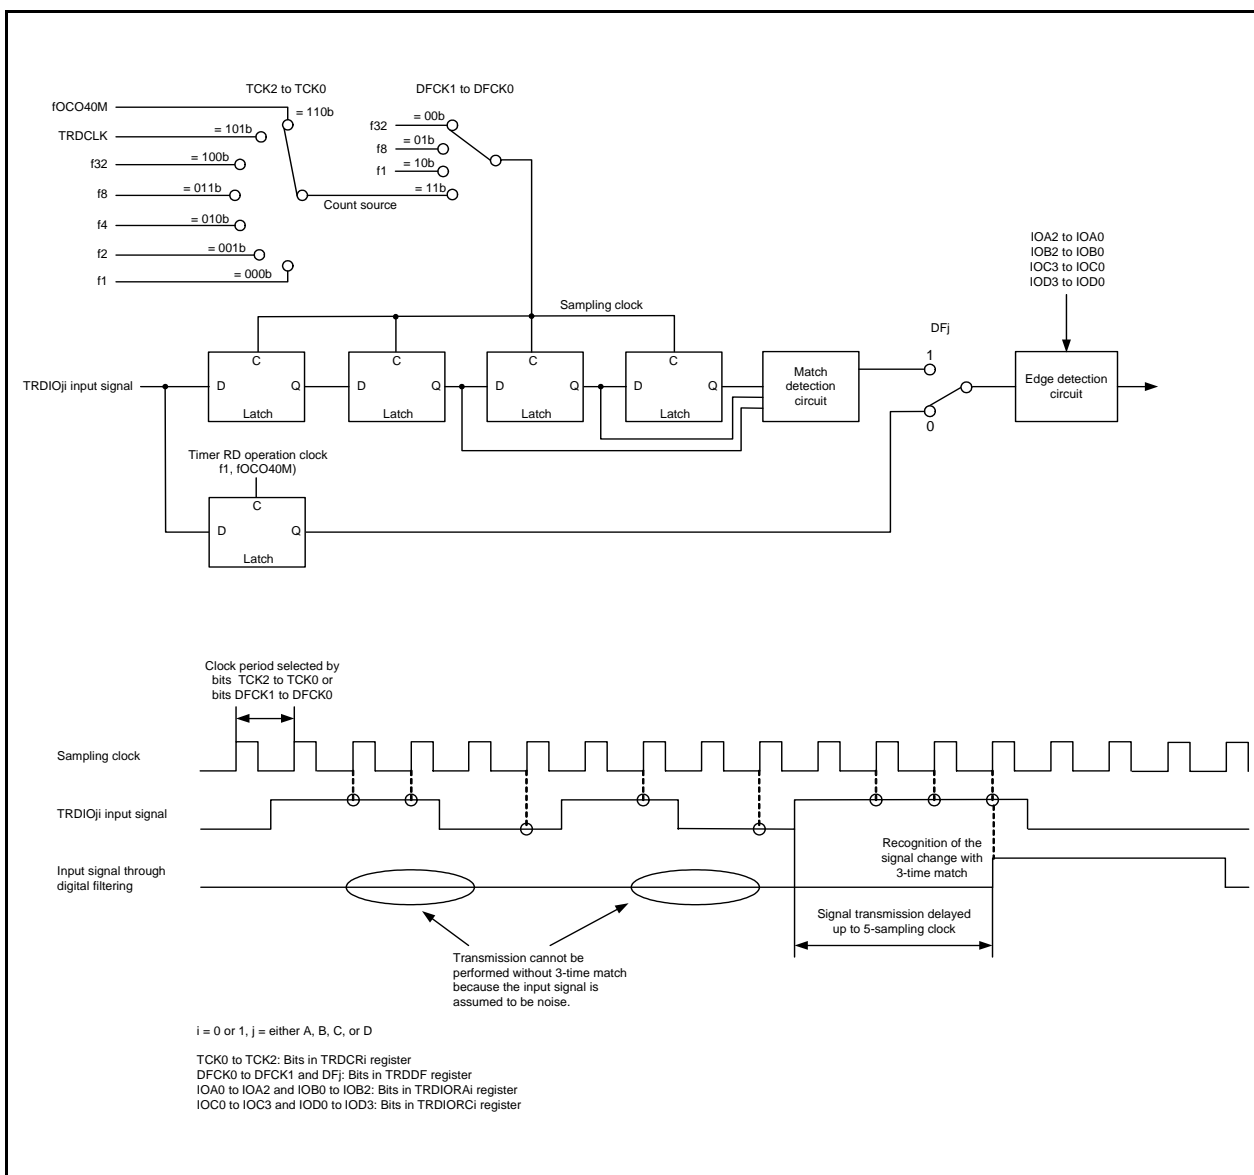 TCK2 to TCK0
DFCK1 to DFCK0
fOCO40M
= 110b
TRDCLK
= 101b
f32
= 100b
f8
= 011b
f4
= 010b
f2
= 001b
f1
= 000b
Count source
f32
= 00b
f8
= 01b
f1
= 10b
= 11b
IOA2 to IOA0
IOB2 to IOB0
IOC3 to IOC0
IOD3 to IOD0
Sampling clock
DFj
TRDIOji input signal
C
D
Q
Latch
C
D
Q
Latch
C
D
Q
Latch
C
D
Q
Latch
Match
detection
circuit
1
0
Edge detection
circuit
Timer RD operation clock
f1, fOCO40M)
C
D
Q
Latch
Clock period selected by
bits TCK2 to TCK0 or
bits DFCK1 to DFCK0
Sampling clock
TRDIOji input signal
Input signal through
digital filtering
Recognition of the
signal change with
3-time match
Signal transmission delayed
up to 5-sampling clock
Transmission cannot be
performed without 3-time match
because the input signal is
assumed to be noise.
i = 0 or 1, j = either A, B, C, or D
TCK0 to TCK2: Bits in TRDCRi register
DFCK0 to DFCK1 and DFj: Bits in TRDDF register
IOA0 to IOA2 and IOB0 to IOB2: Bits in TRDIORAi register
IOC0 to IOC3 and IOD0 to IOD3: Bits in TRDIORCi register